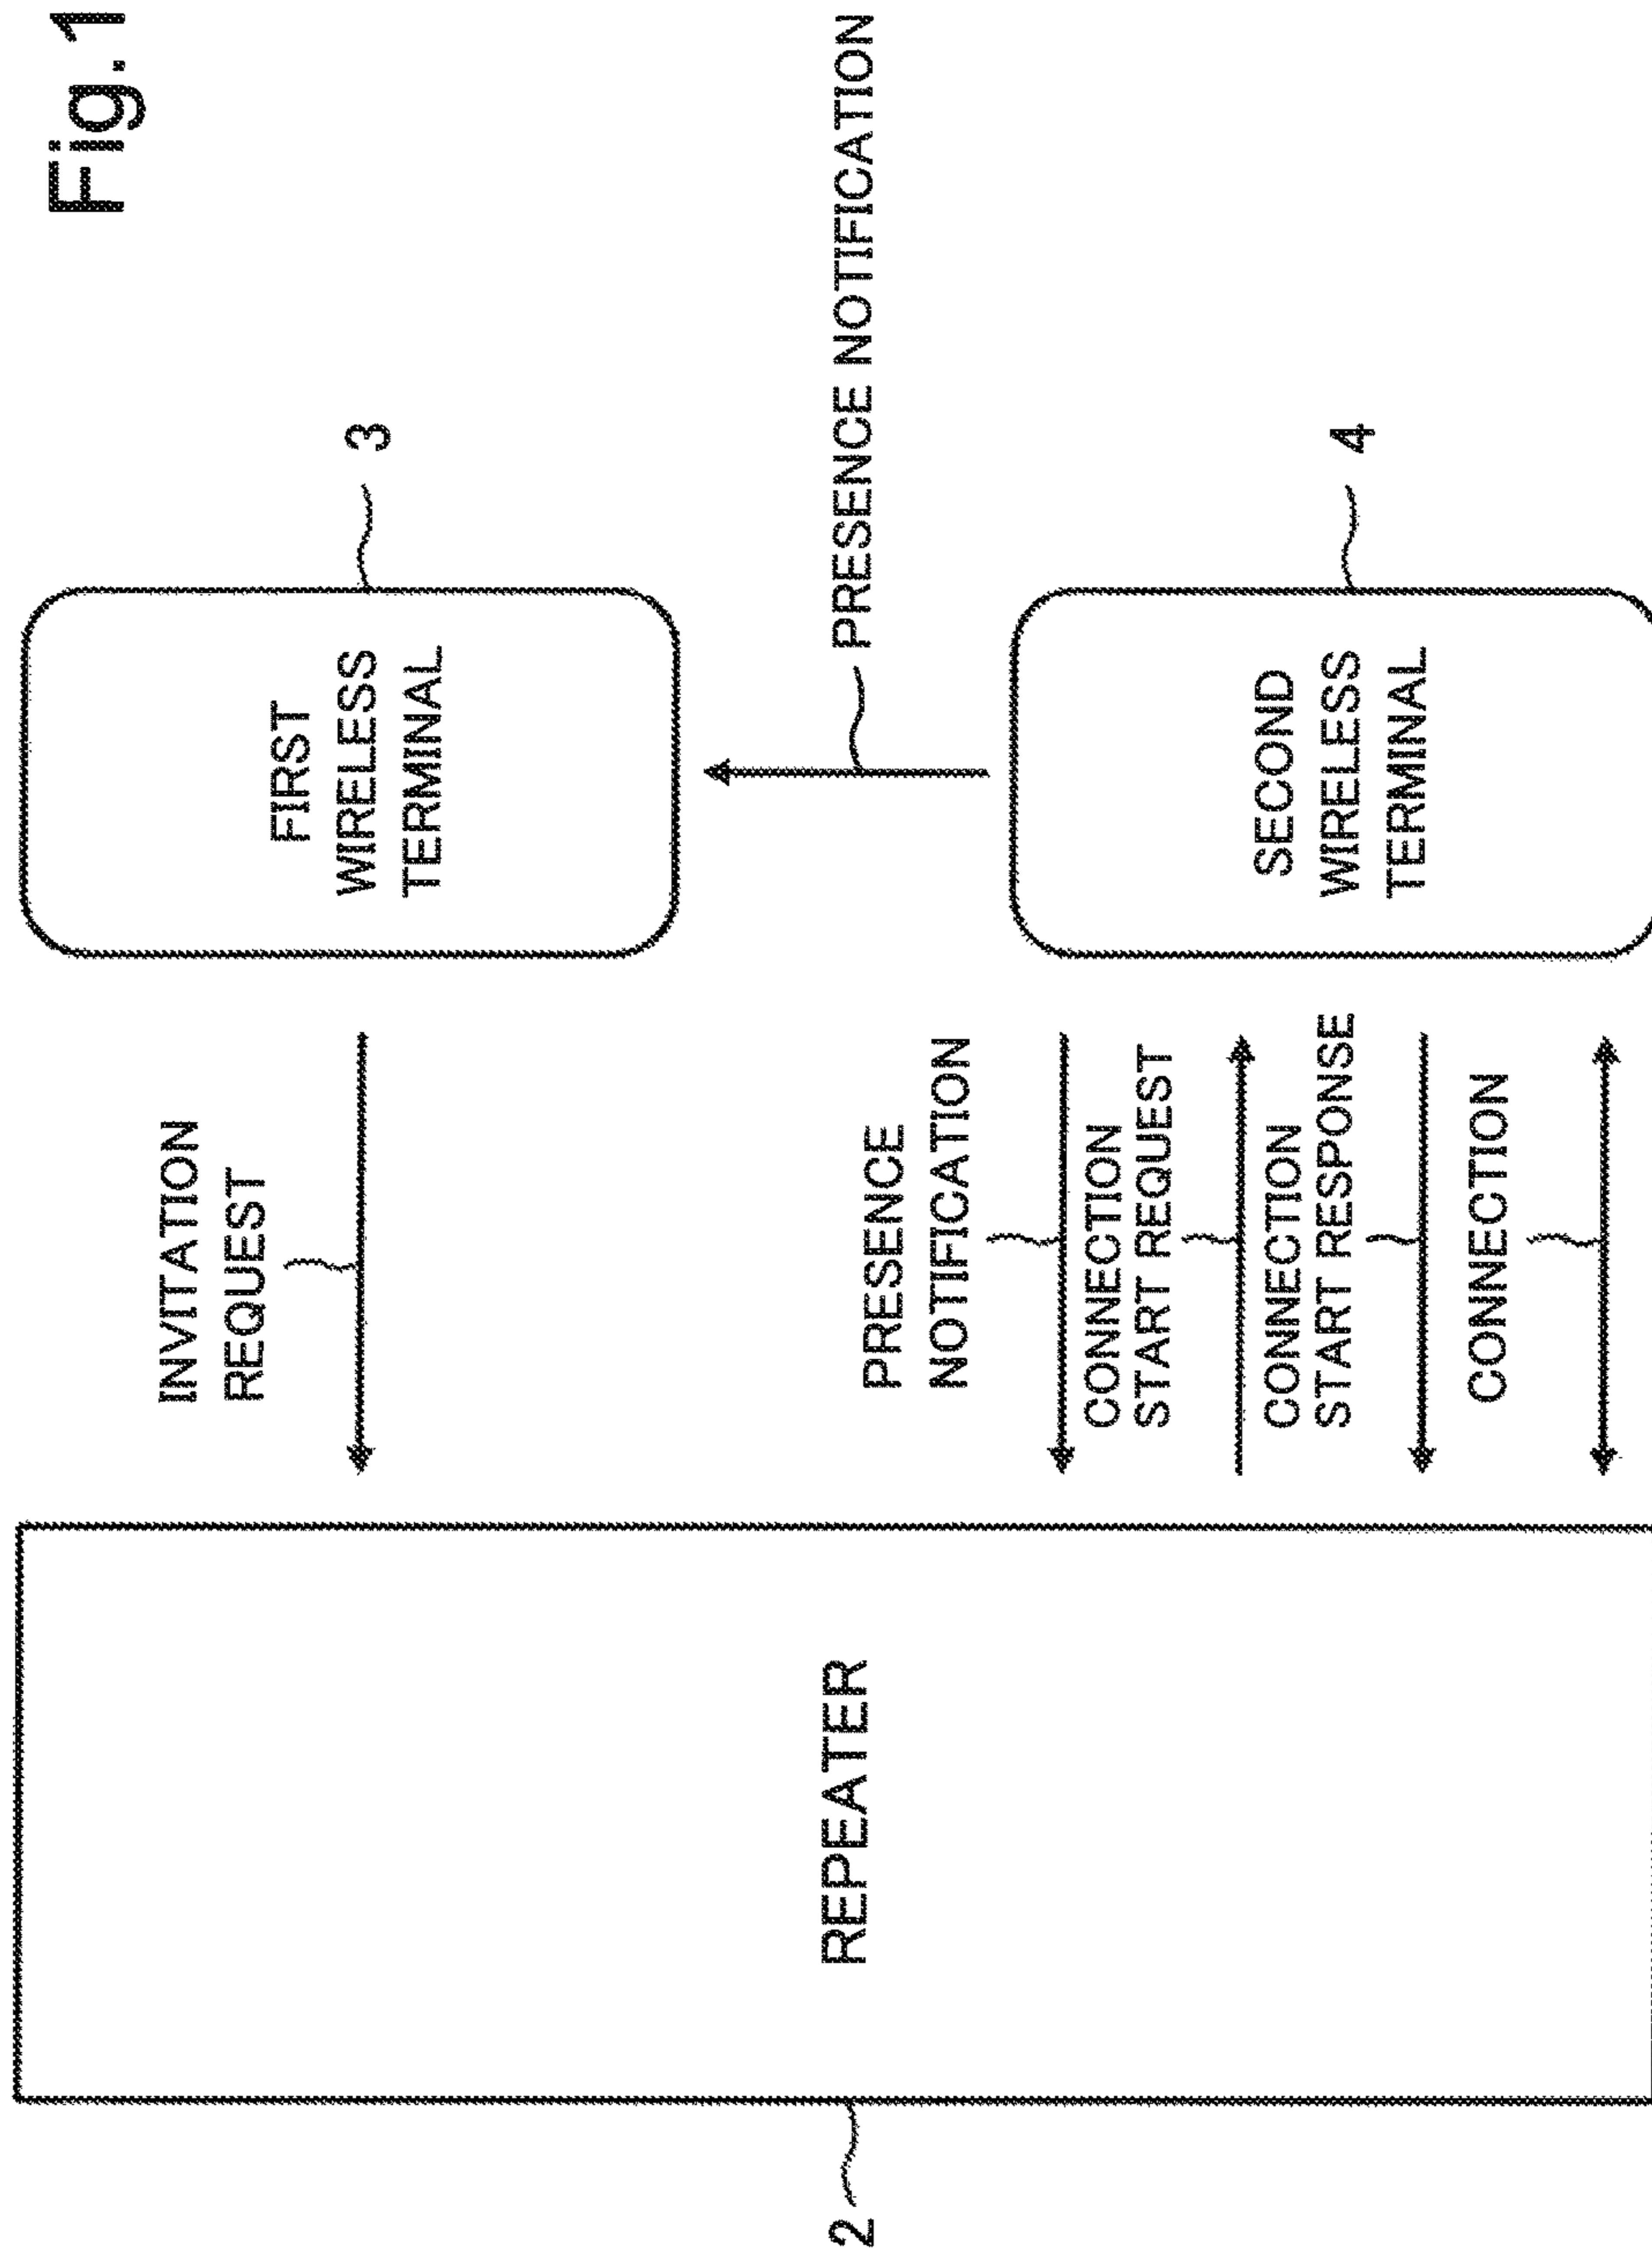 Fig.1
2
REPEATER
INVITATION
REQUEST
FIRST
WIRELESS
TERMINAL
3
PRESENCE NOTIFICATION
PRESENCE
NOTIFICATION
CONNECTION
START REQUEST
CONNECTION
START RESPONSE
CONNECTION
SECOND
WIRELESS
TERMINAL
4